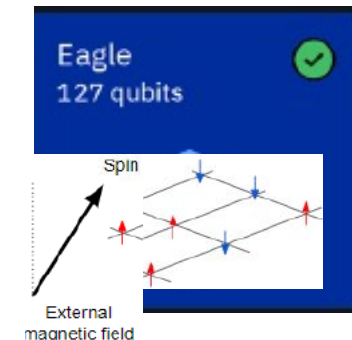 Eagle
127 qubits
Spin
External
magnetic field